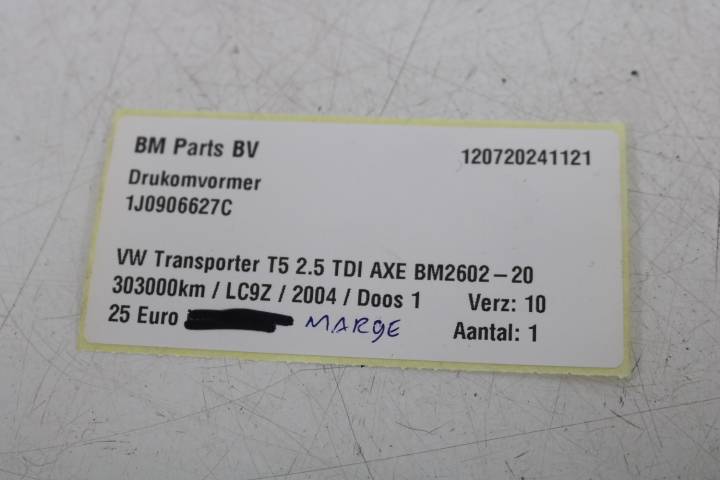 BM Parts BV 120720241121
Drukomvormer
1J0906627C
VW Transporter T5 2.5 TDI AXE BM2602-20
303000km / LC9Z / 2004 / Doos 1 Verz: 10
25 Euro MARGE Aantal: 1